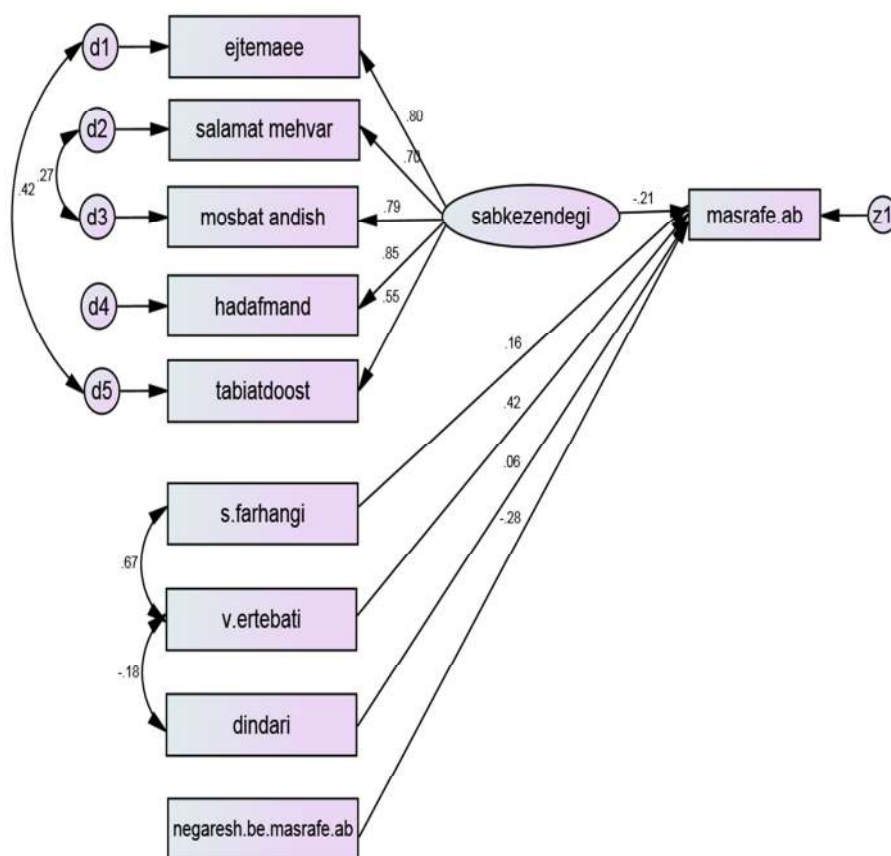 d1
ejtemaee
d2
salamat mehvar
.80
.70
.27
.42
d3
mosbat andish
.79
sabkezendegi
-.21
masrafe.ab
z1
.85
d4
hadafmand
.55
d5
tabiatdoost
.16
.42
.06
-.28
s.farhangi
.67
v.ertebati
-.18
dindari
negaresh.be.masrafe.ab